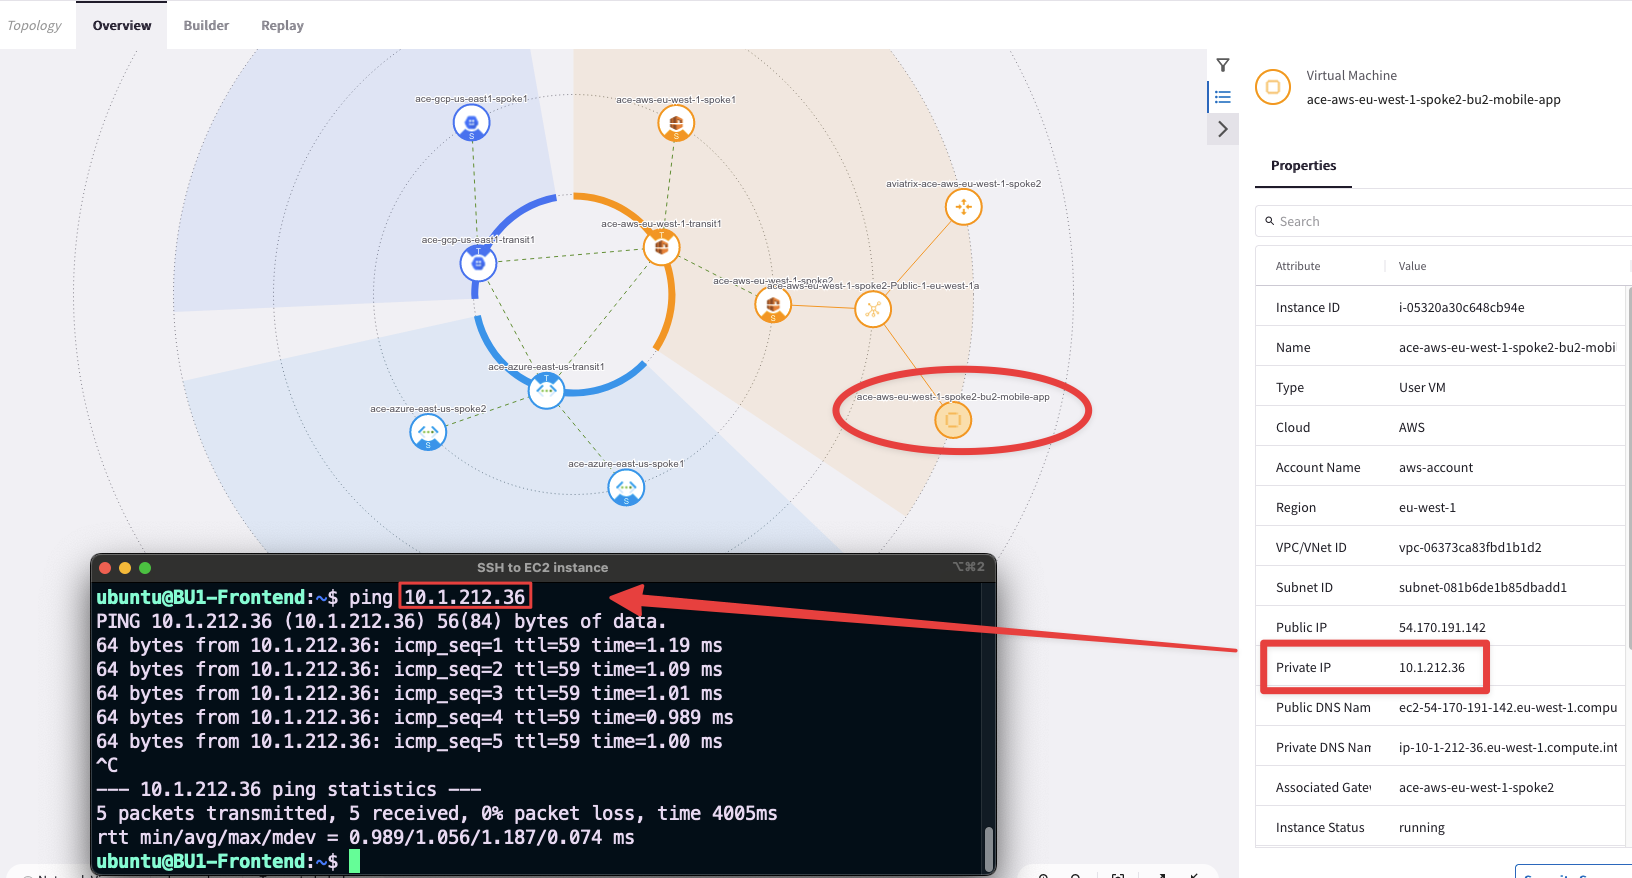 Topology
Overview
Builder
Replay
ace-gcp-us-east1-spoke1
ace-aws-eu-west-1-spoke1
aviatrix-ace-aws-eu-west-1-spoke2
ace-aws-eu-west-1-transit1
ace-gcp-us-east1-transit1
ace-aws-eu-west-1-spoke2
ace-aws-eu-west-1-spoke2-Public-1-eu-west-1a
ace-azure-east-us-transit1
ace-aws-eu-west-1-spoke2-bu2-mobile-app
ace-azure-east-us-spoke2
ace-azure-east-us-spoke1
S
S
T
T
S
T
S
S
Virtual Machine
ace-aws-eu-west-1-spoke2-bu2-mobile-app
Properties
Search
Attribute Value
Instance ID i-05320a30c648cb94e
Name ace-aws-eu-west-1-spoke2-bu2-mobi
Type User VM
Cloud AWS
Account Name aws-account
Region eu-west-1
VPC/VNet ID vpc-06373ca83fbd1b1d2
Subnet ID subnet-081b6de1b85dbadd1
Public IP 54.170.191.142
Private IP 10.1.212.36
Public DNS Nam ec2-54-170-191-142.eu-west-1.compu
Private DNS Nam ip-10-1-212-36.eu-west-1.compute.int
Associated Gatew ace-aws-eu-west-1-spoke2
Instance Status running
SSH to EC2 instance
⌥⌘2
ubuntu@BU1-Frontend:~$ ping 10.1.212.36
PING 10.1.212.36 (10.1.212.36) 56(84) bytes of data.
64 bytes from 10.1.212.36: icmp_seq=1 ttl=59 time=1.19 ms
64 bytes from 10.1.212.36: icmp_seq=2 ttl=59 time=1.09 ms
64 bytes from 10.1.212.36: icmp_seq=3 ttl=59 time=1.01 ms
64 bytes from 10.1.212.36: icmp_seq=4 ttl=59 time=0.989 ms
64 bytes from 10.1.212.36: icmp_seq=5 ttl=59 time=1.00 ms
^C
--- 10.1.212.36 ping statistics ---
5 packets transmitted, 5 received, 0% packet loss, time 4005ms
rtt min/avg/max/mdev = 0.989/1.056/1.187/0.074 ms
ubuntu@BU1-Frontend:~$